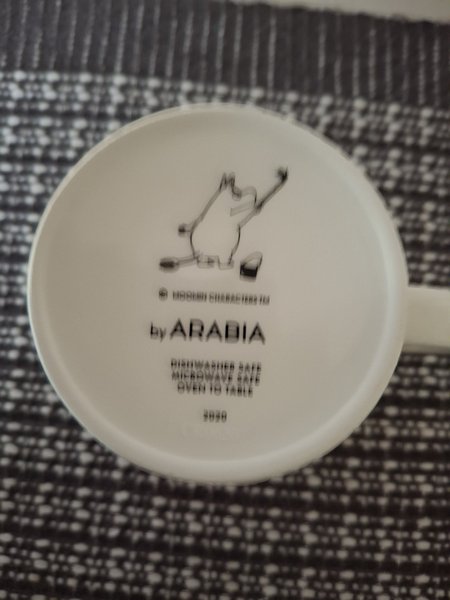 © MOOMIN CHARACTERS TM
by ARABIA
DISHWASHER SAFE
MICROWAVE SAFE
OVEN TO TABLE
2020